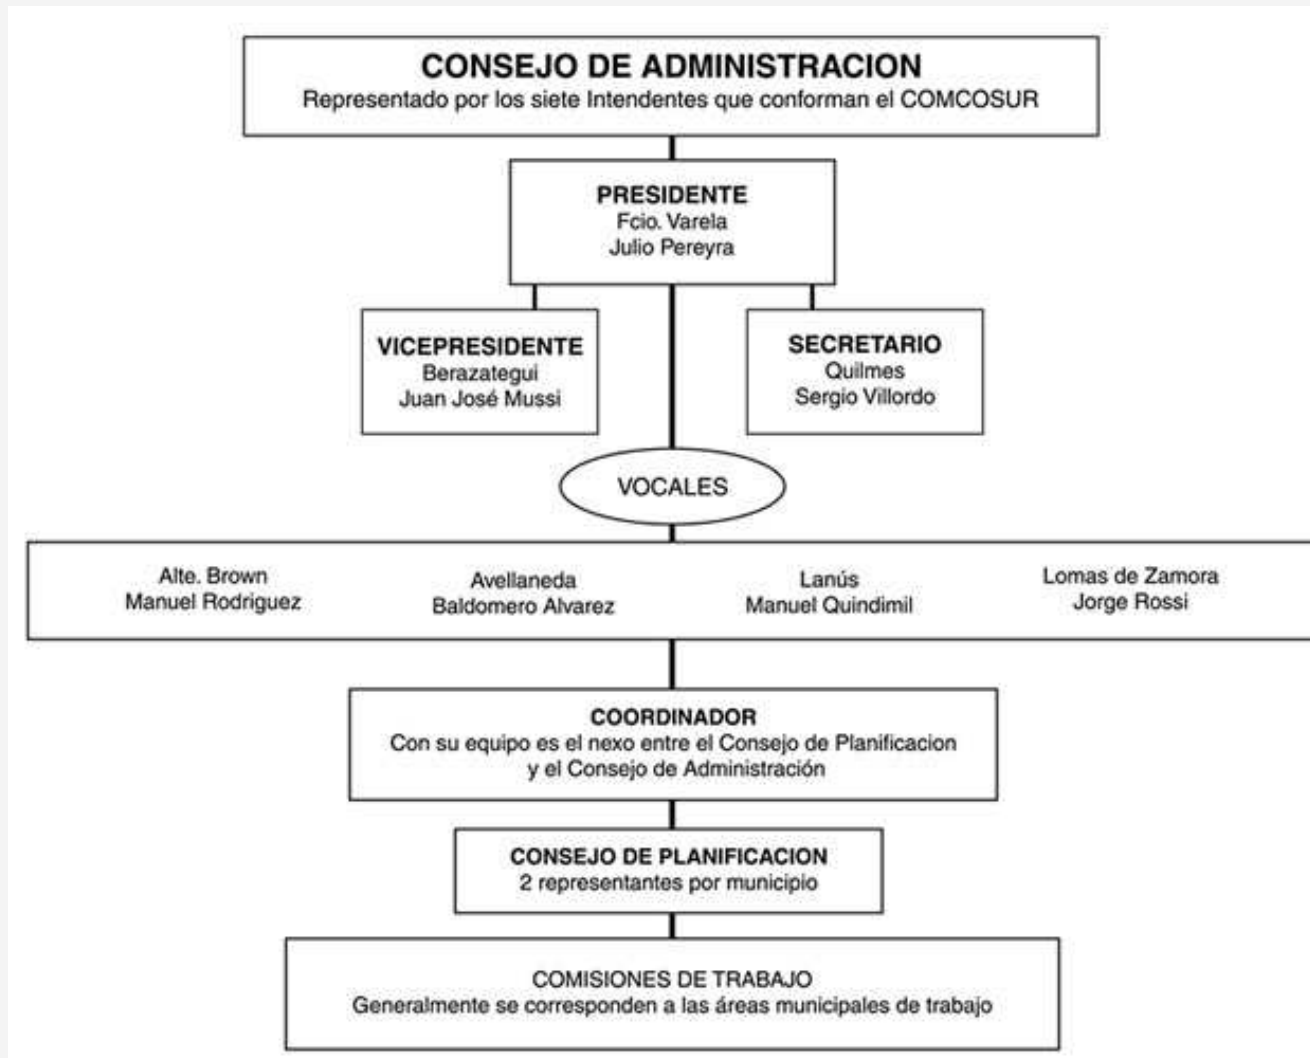 CONSEJO DE ADMINISTRACION
Representado por los siete Intendentes que conforman el COMCOSUR
PRESIDENTE
Fcio. Varela
Julio Pereyra
VICEPRESIDENTE
Berazategui
Juan José Mussi
SECRETARIO
Quilmes
Sergio Villordo
VOCALES
Alte. Brown
Manuel Rodriguez
Avellaneda
Baldomero Alvarez
Lanús
Manuel Quindimil
Lomas de Zamora
Jorge Rossi
COORDINADOR
Con su equipo es el nexo entre el Consejo de Planificacion
y el Consejo de Administración
CONSEJO DE PLANIFICACION
2 representantes por municipio
COMISIONES DE TRABAJO
Generalmente se corresponden a las áreas municipales de trabajo